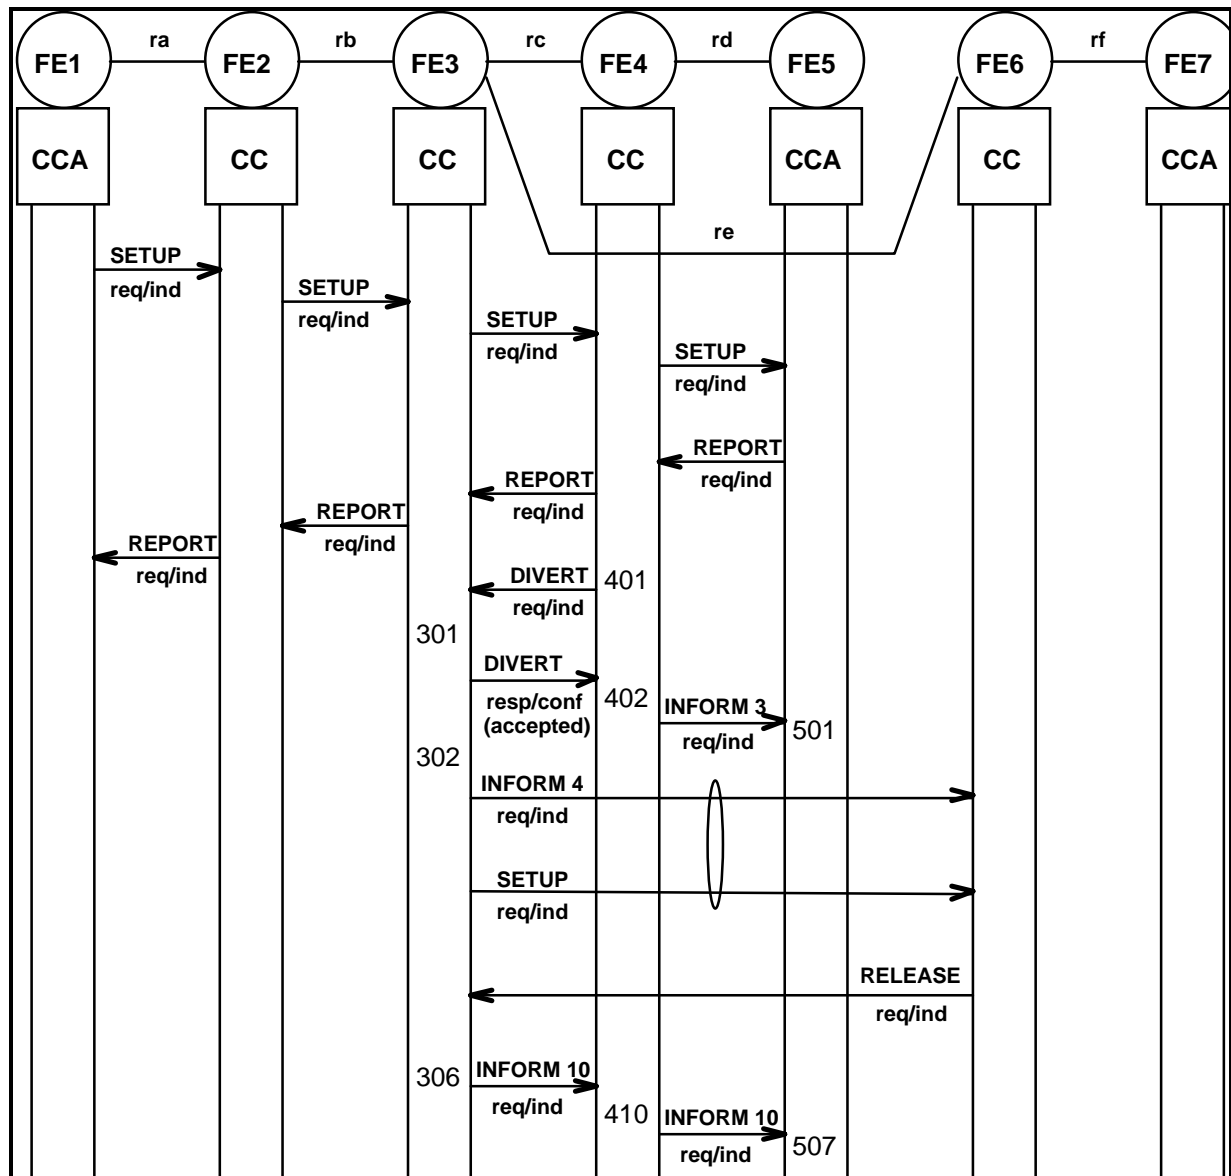 ra rb rc rd rf
FE1 FE2 FE3 FE4 FE5 FE6 FE7
CCA CC CC CC CCA CC CCA
re
SETUP
req/ind
SETUP
req/ind
SETUP
req/ind
SETUP
req/ind
REPORT
req/ind
REPORT
req/ind
REPORT
req/ind
REPORT
req/ind
DIVERT 401
req/ind
301
DIVERT
resp/conf
(accepted)
402
INFORM 3
req/ind
501
302
INFORM 4
req/ind
SETUP
req/ind
RELEASE
req/ind
306 INFORM 10
req/ind
410 INFORM 10
req/ind
507